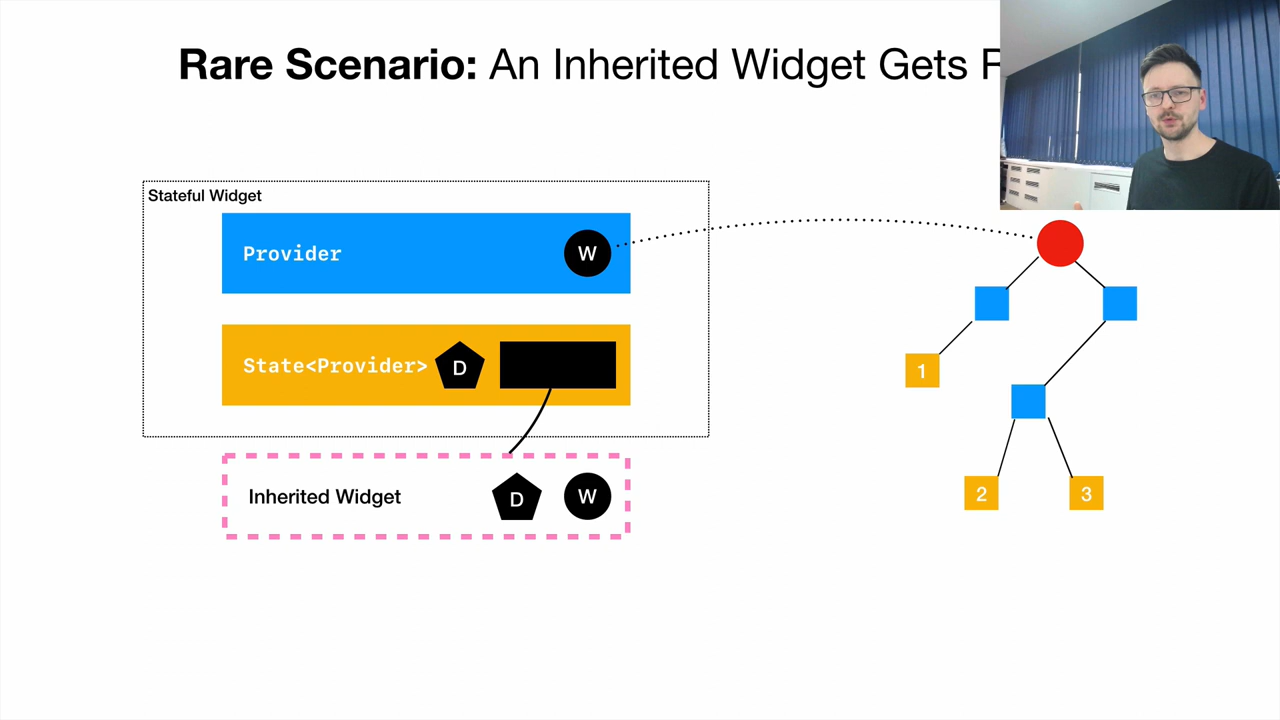 Rare Scenario: An Inherited Widget Gets
Stateful Widget
Provider
W
State<Provider>
D
Inherited Widget
D
W
1
2
3